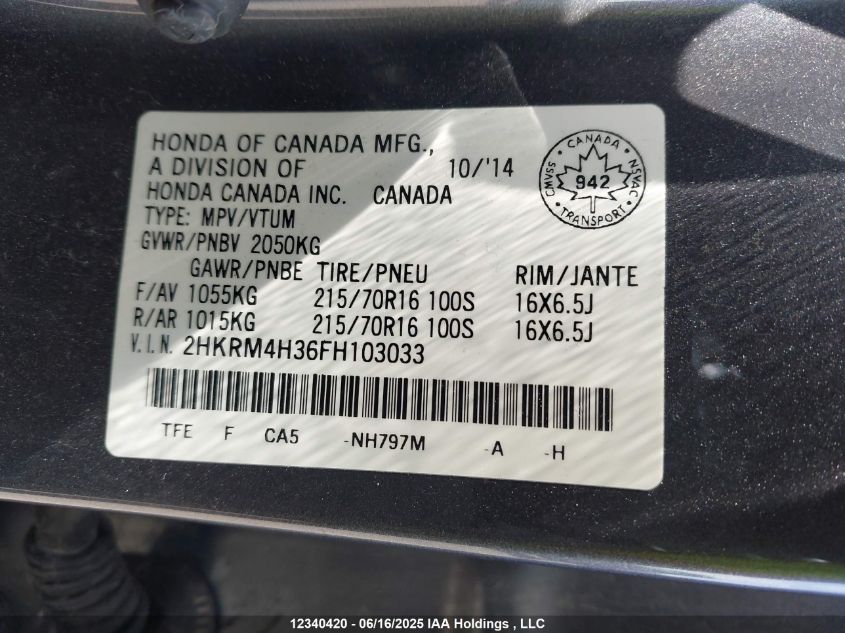 HONDA OF CANADA MFG.,
A DIVISION OF 10/'14
HONDA CANADA INC. CANADA
TYPE: MPV/VTUM
GVWR/PNBV 2050KG
GAWR/PNBE TIRE/PNEU RIM/JANTE
F/AV 1055KG 215/70R16 100S 16X6.5J
R/AR 1015KG 215/70R16 100S 16X6.5J
V.I.N. 2HKRM4H36FH103033
TFE F CA5 -NH797M -A -H
CANADA
CMVSS 942 NSVAC
TRANSPORT
12340420 - 06/16/2025 IAA Holdings , LLC